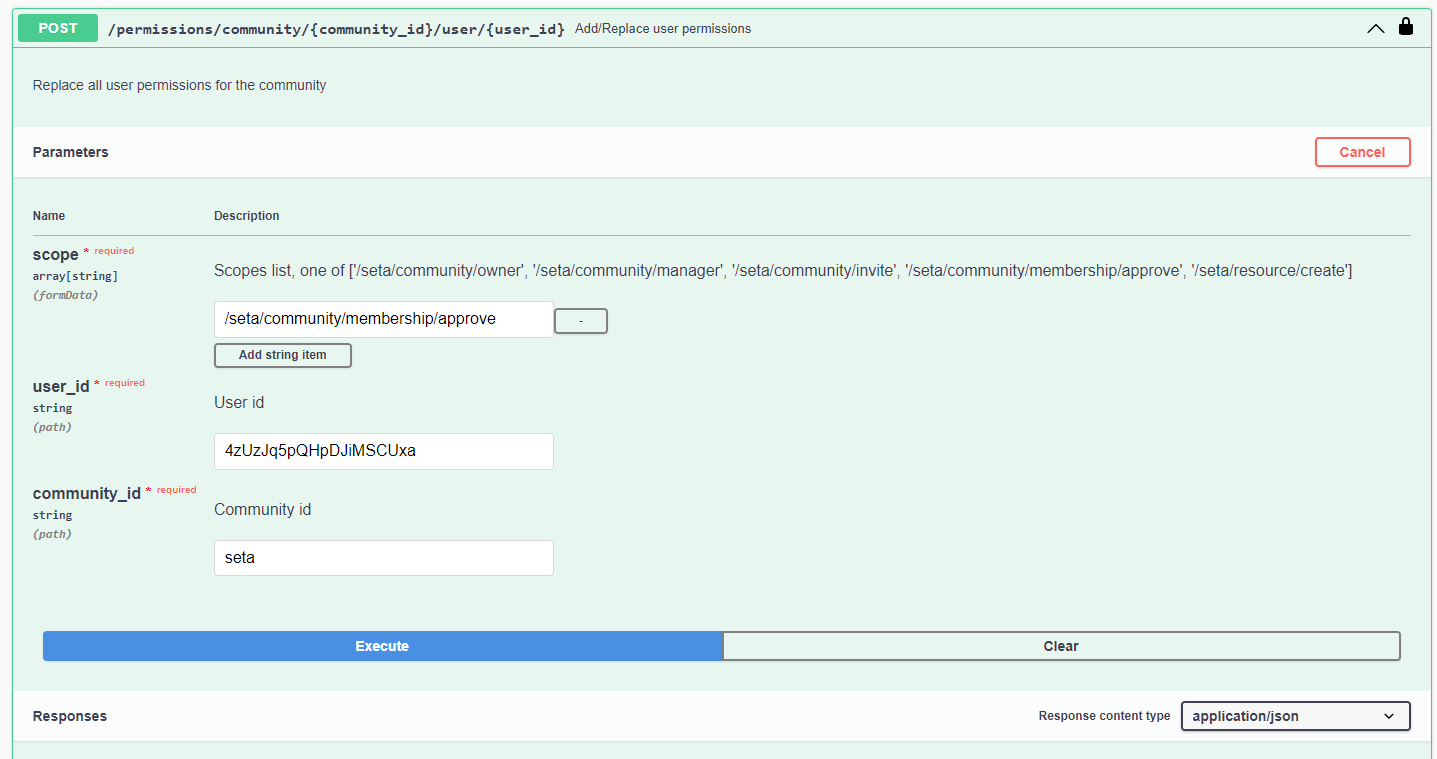 POST /permissions/community/{community_id}/user/{user_id} Add/Replace user permissions
Replace all user permissions for the community
Parameters Cancel
Name Description
scope * required
array[string]
(formData)
Scopes list, one of ['/seta/community/owner', '/seta/community/manager', '/seta/community/invite', '/seta/community/membership/approve', '/seta/resource/create']
/seta/community/membership/approve -
Add string item
user_id * required
string
(path)
User id
4zUzJq5pQHpDJiMSCUxa
community_id * required
string
(path)
Community id
seta
Execute Clear
Responses Response content type application/json